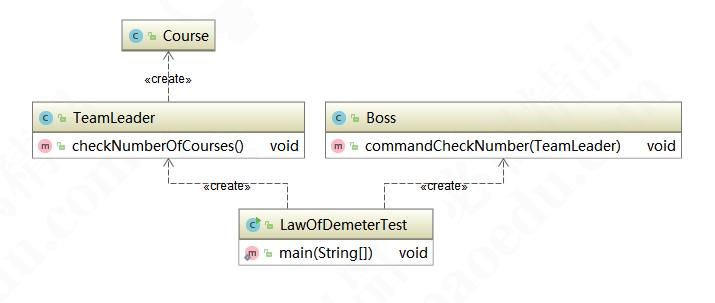 Course
«create»
TeamLeader
checkNumberOfCourses() void
Boss
commandCheckNumber(TeamLeader) void
«create»
«create»
LawOfDemeterTest
main(String[]) void